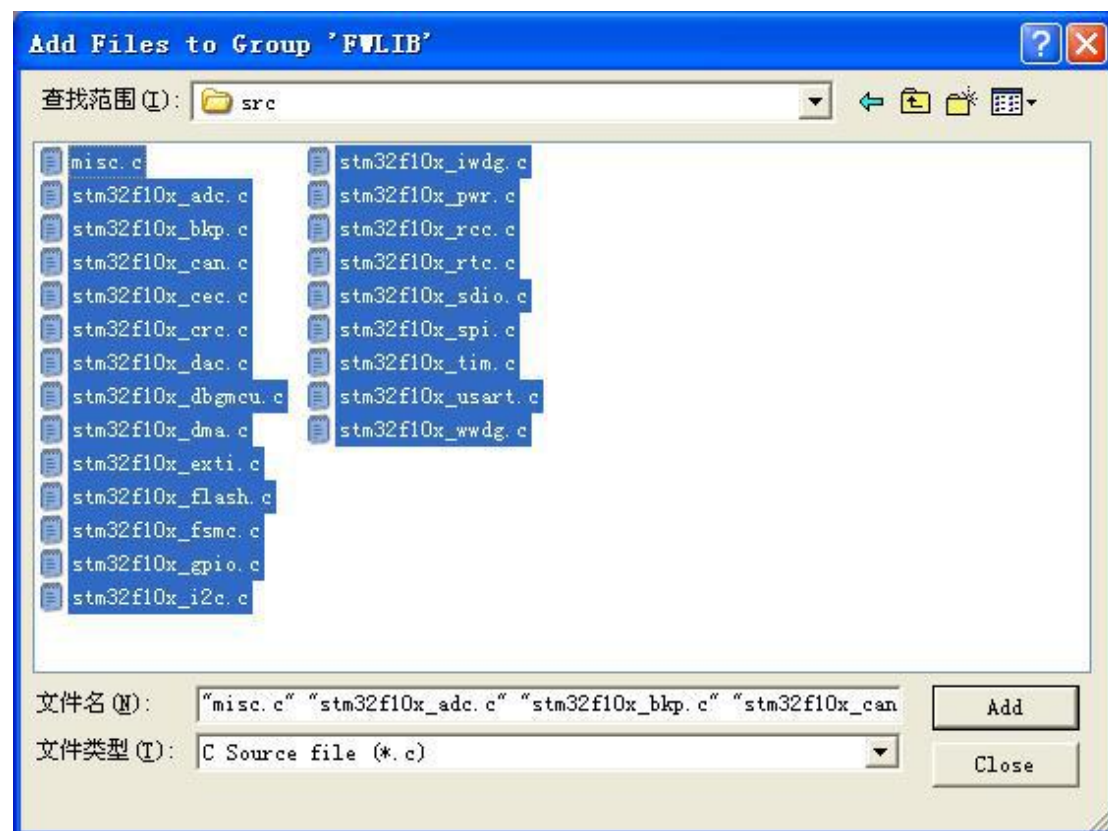 Add Files to Group 'FWLIB'
查找范围(I): src
misc.c
stm32f10x_adc.c
stm32f10x_bkp.c
stm32f10x_can.c
stm32f10x_cec.c
stm32f10x_crc.c
stm32f10x_dac.c
stm32f10x_dbgmcu.c
stm32f10x_dma.c
stm32f10x_exti.c
stm32f10x_flash.c
stm32f10x_fsmc.c
stm32f10x_gpio.c
stm32f10x_i2c.c
stm32f10x_iwdg.c
stm32f10x_pwr.c
stm32f10x_rcc.c
stm32f10x_rtc.c
stm32f10x_sdio.c
stm32f10x_spi.c
stm32f10x_tim.c
stm32f10x_usart.c
stm32f10x_wwdg.c
文件名(N): "misc.c" "stm32f10x_adc.c" "stm32f10x_bkp.c" "stm32f10x_can
Add
文件类型(T): C Source file (*.c)
Close